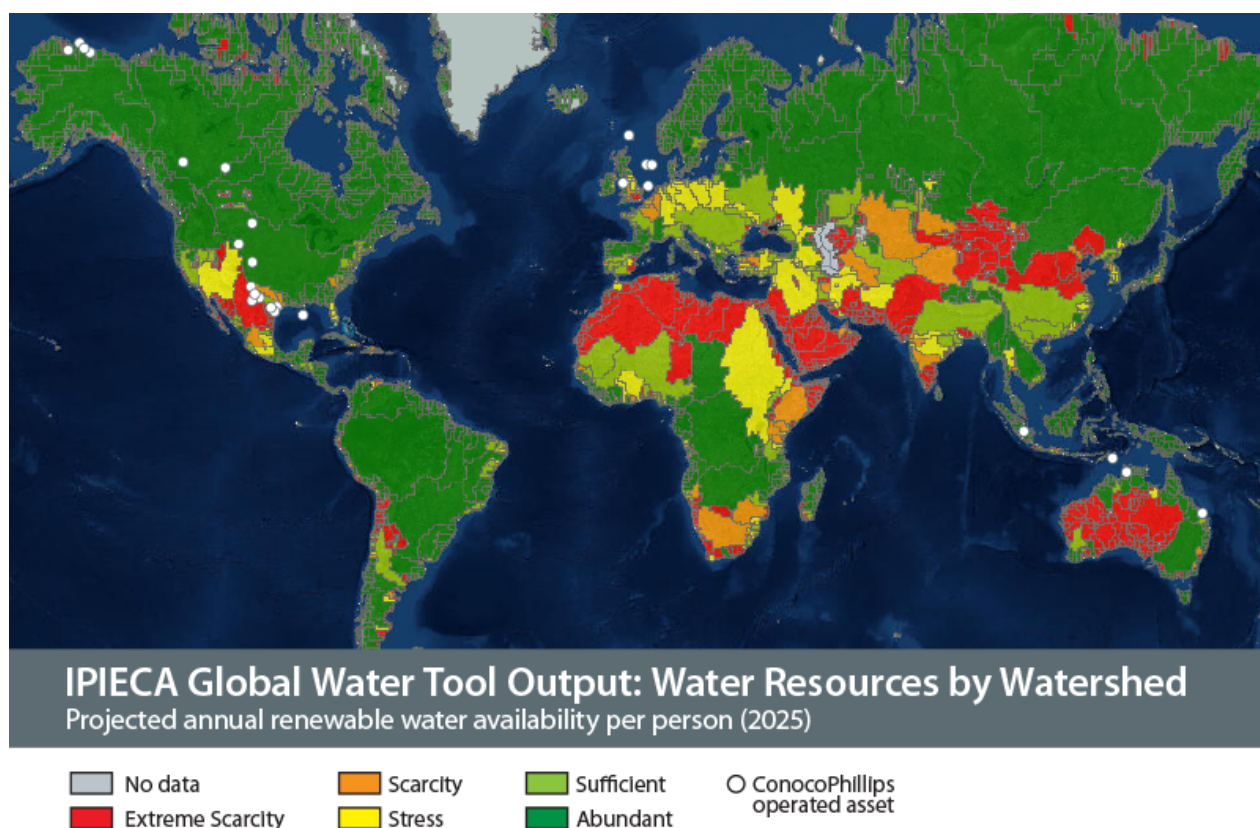 IPIECA Global Water Tool Output: Water Resources by Watershed
Projected annual renewable water availability per person (2025)
No data
Extreme Scarcity
Scarcity
Stress
Sufficient
Abundant
ConocoPhillips
operated asset